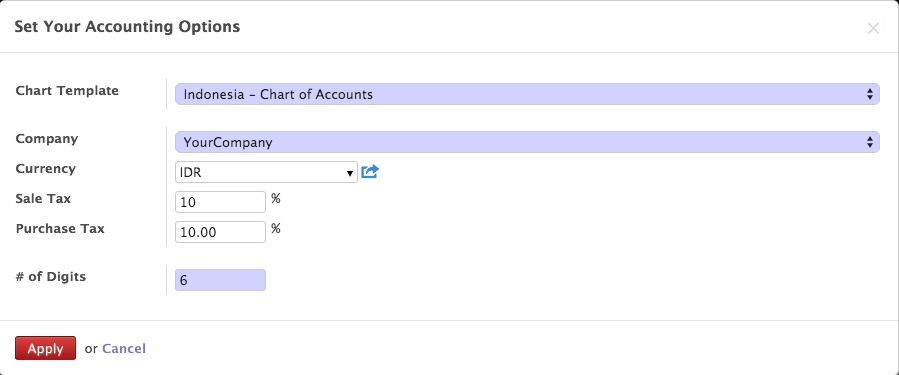 Set Your Accounting Options
Chart Template Indonesia - Chart of Accounts
Company YourCompany
Currency IDR
Sale Tax 10 %
Purchase Tax 10.00 %
# of Digits 6
Apply or Cancel